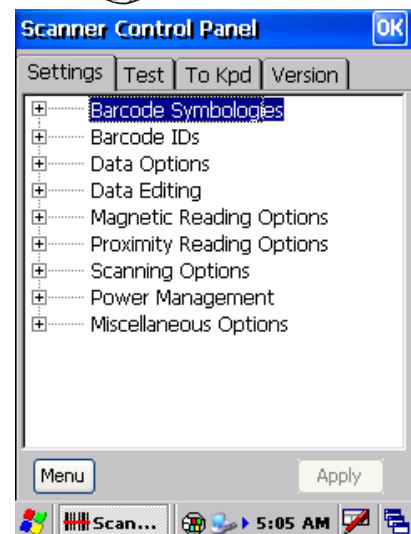 Scanner Control Panel OK
Settings Test To Kpd Version
Barcode Symbologies
Barcode IDs
Data Options
Data Editing
Magnetic Reading Options
Proximity Reading Options
Scanning Options
Power Management
Miscellaneous Options
Menu Apply
Scan... 5:05 AM